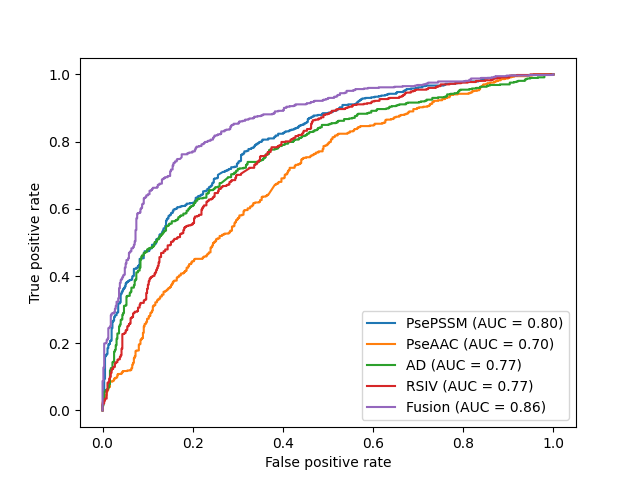 1.0
0.8
0.6
0.4
0.2
0.0
True positive rate
0.0 0.2 0.4 0.6 0.8 1.0
False positive rate
PsePSSM (AUC = 0.80)
PseAAC (AUC = 0.70)
AD (AUC = 0.77)
RSIV (AUC = 0.77)
Fusion (AUC = 0.86)